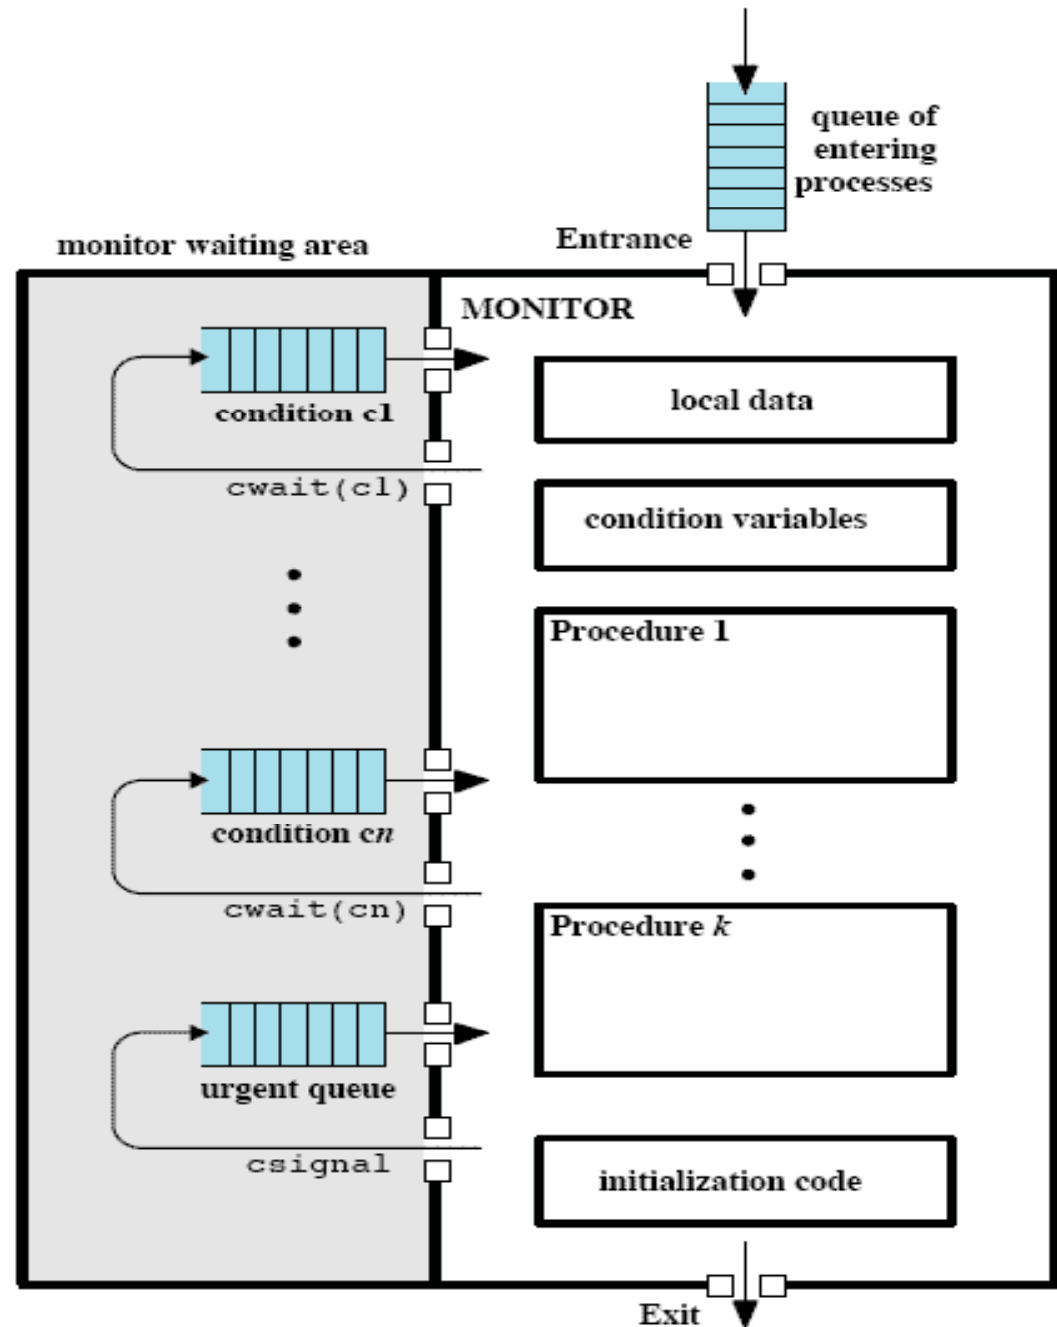 queue of
entering
processes
Entrance
monitor waiting area
MONITOR
condition c1
cwait(c1)
local data
condition variables
Procedure 1
condition cn
cwait(cn)
Procedure k
urgent queue
csignal
initialization code
Exit